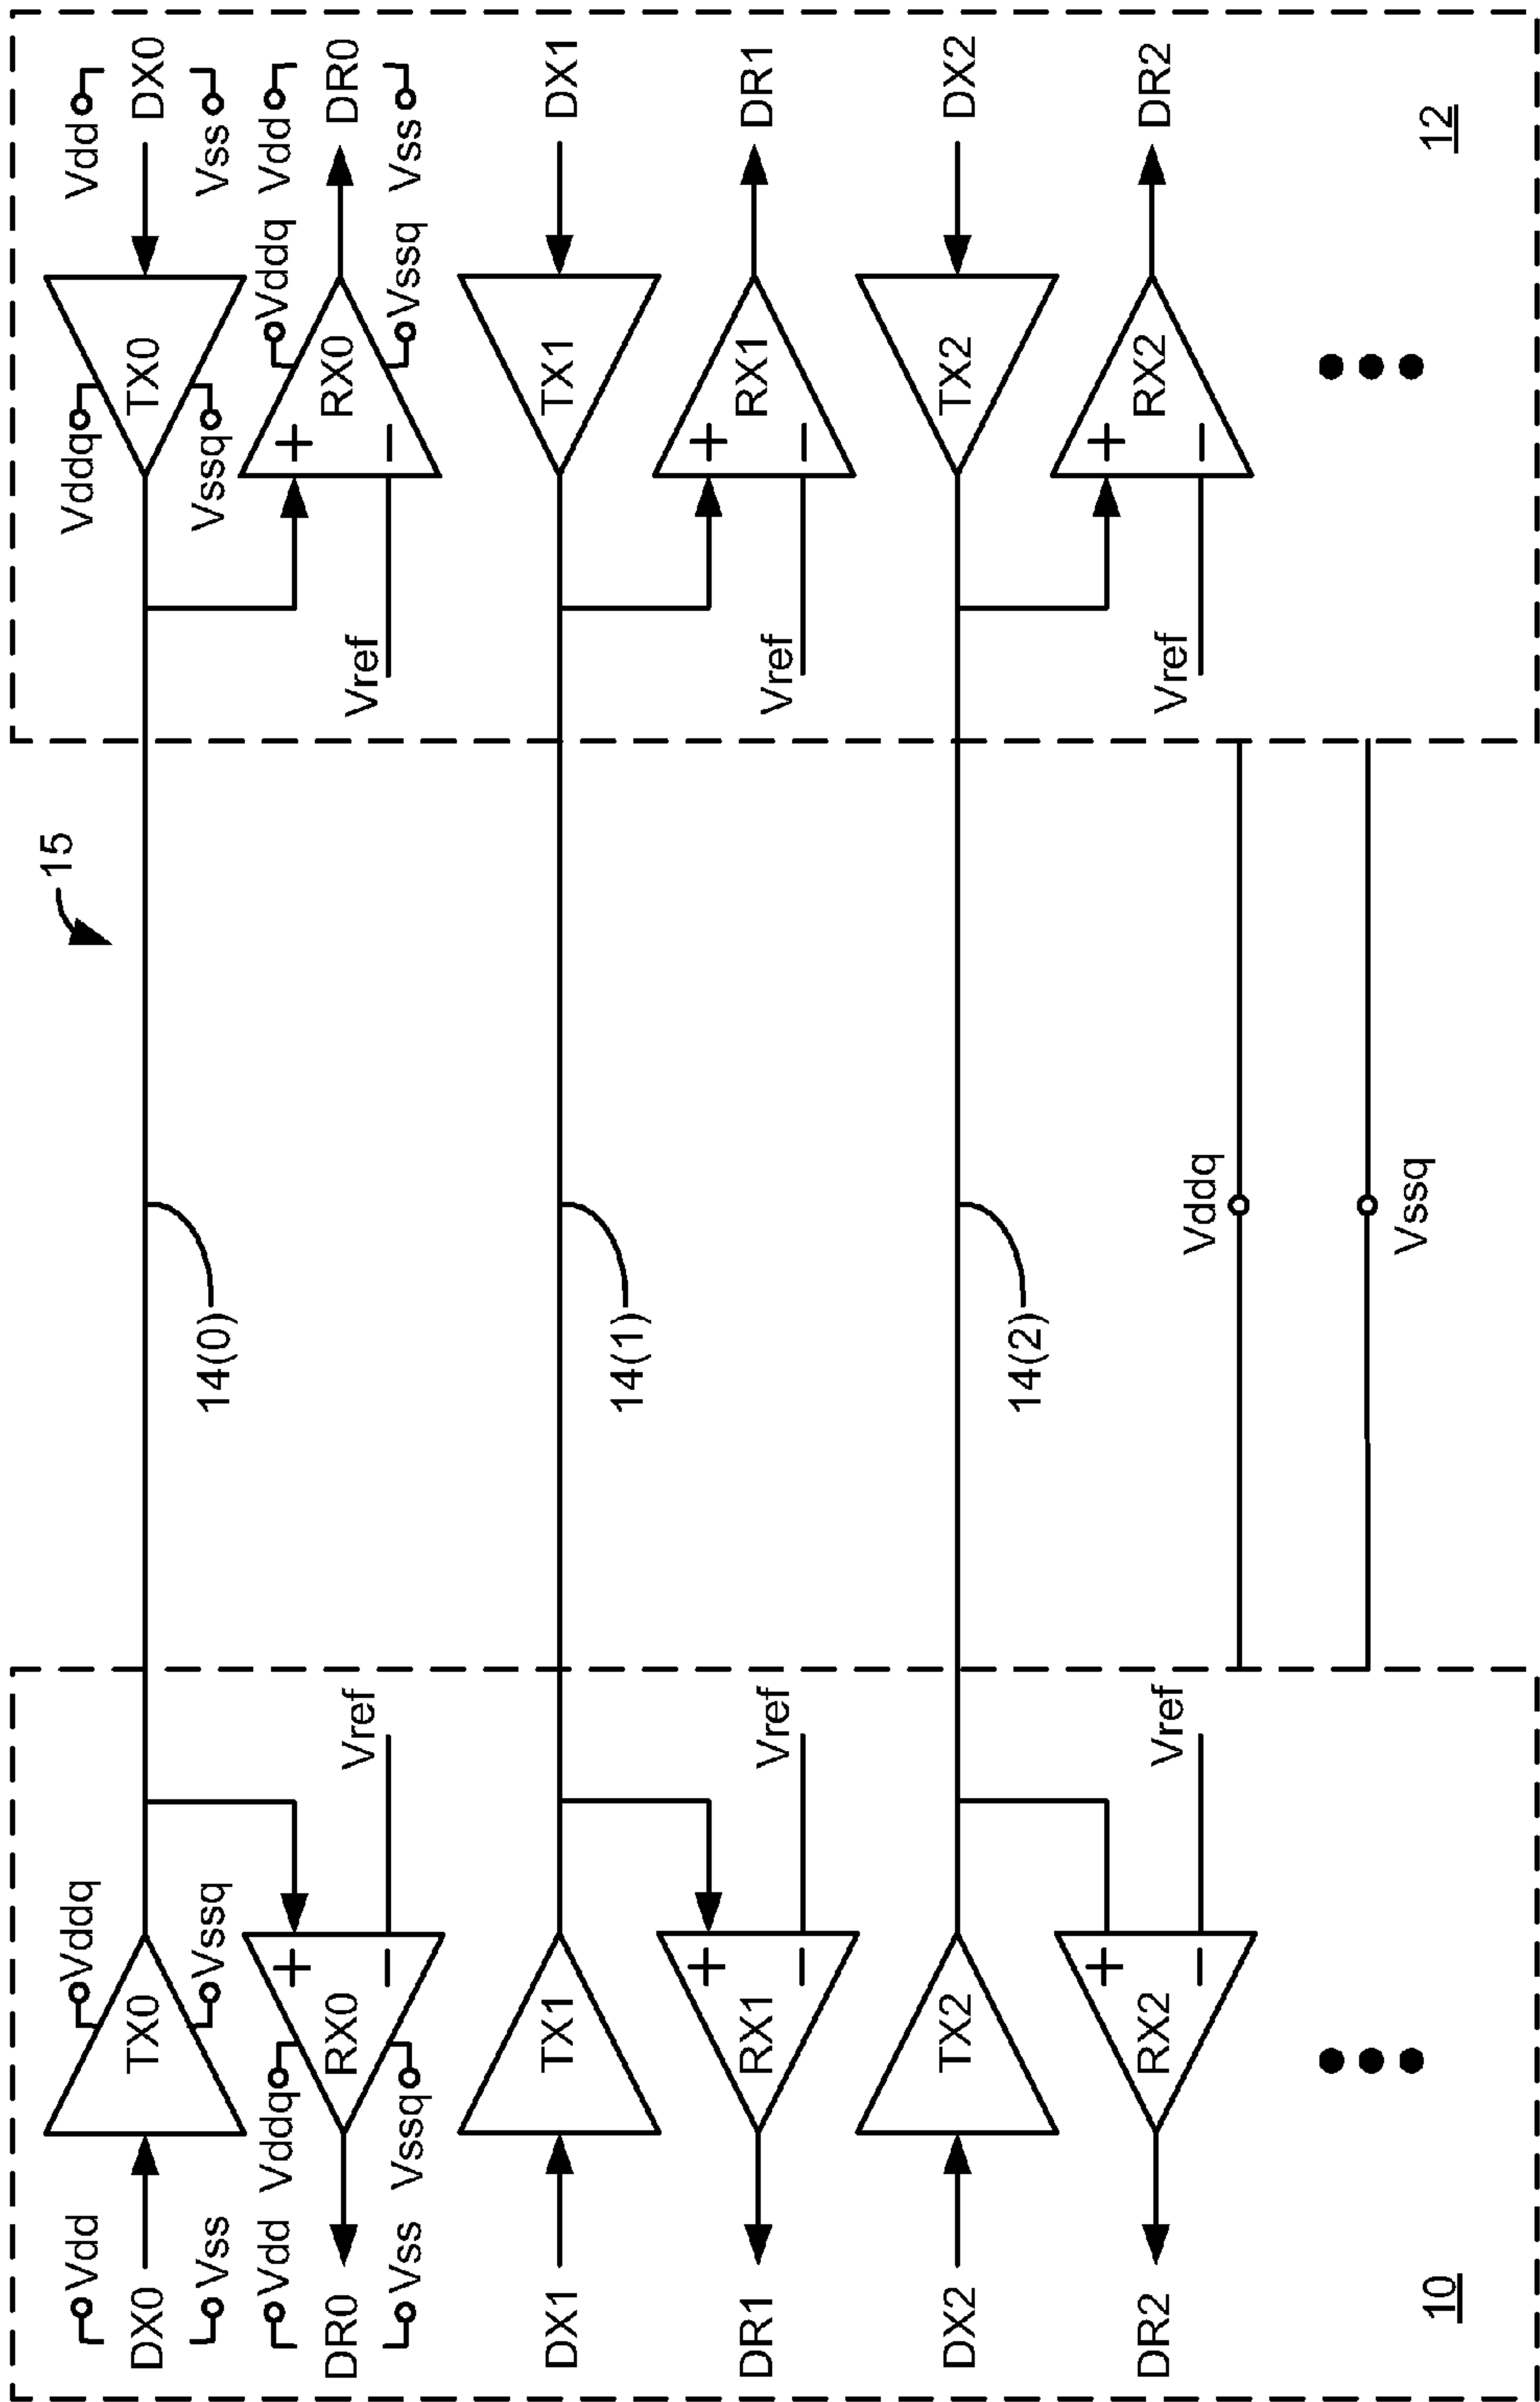 15
Vdd
Vddq
Vddq
Vdd
DX0
TX0
TX0
DX0
Vss
Vssq
14(0)
Vssq
Vss
Vdd
Vddq
+
+
Vddq
Vdd
DR0
RX0
Vref
Vref
RX0
DR0
Vss
Vssq
−
−
Vssq
Vss
DX1
TX1
TX1
DX1
14(1)
+
+
DR1
RX1
Vref
Vref
RX1
DR1
−
−
DX2
TX2
TX2
DX2
14(2)
+
+
DR2
RX2
Vref
Vref
RX2
DR2
−
−
Vddq
Vssq
10
12